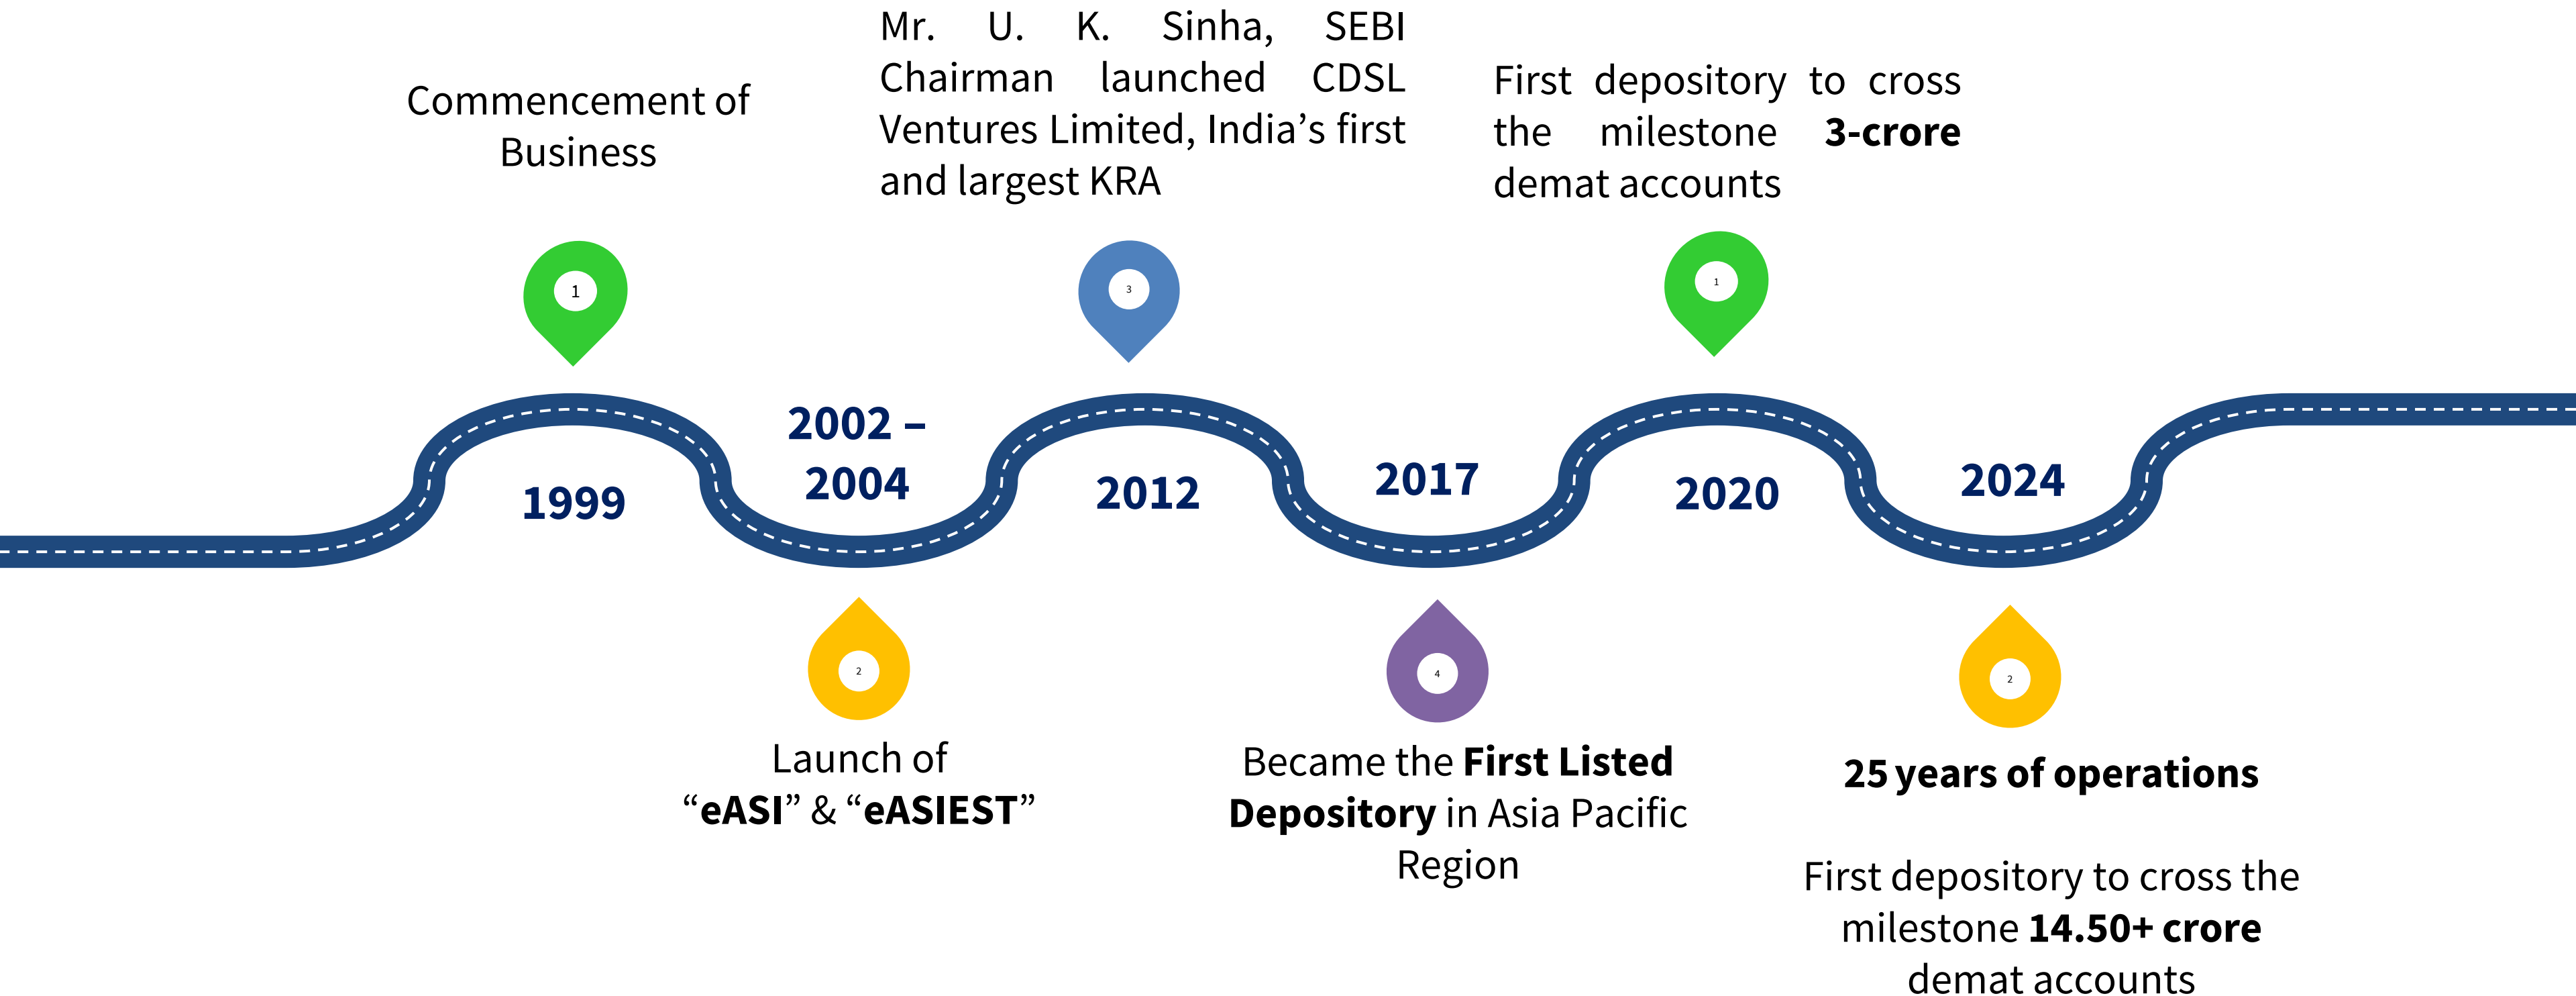 Mr. U. K. Sinha, SEBI
Chairman launched CDSL
Ventures Limited, India’s first
and largest KRA
Commencement of
Business
First depository to cross
the milestone 3-crore
demat accounts
1
3
1
2002 –
2004
1999
2012
2017
2020
2024
2
4
2
Launch of
“eASI” & “eASIEST”
Became the First Listed
Depository in Asia Pacific
Region
25 years of operations
First depository to cross the
milestone 14.50+ crore
demat accounts